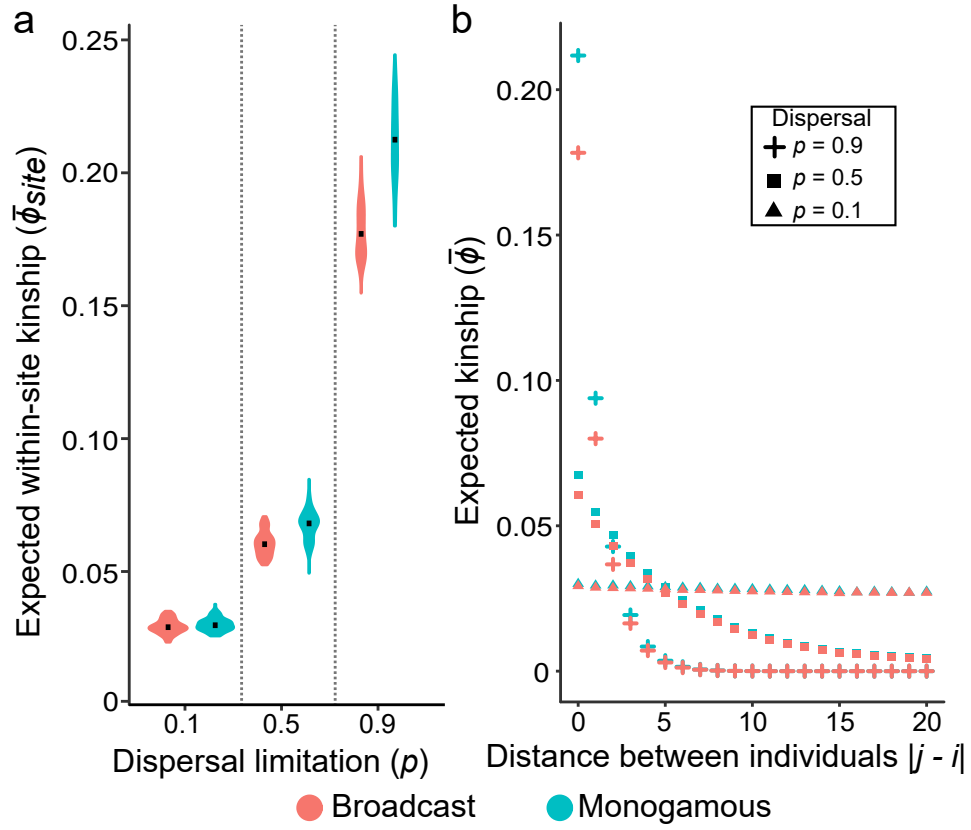 a
Expected within-site kinship (ϕ̄site)
0.25
0.20
0.15
0.10
0.05
0
0.1 0.5 0.9
Dispersal limitation (p)
b
Expected kinship (ϕ̄)
0.20
0.15
0.10
0.05
0
0 5 10 15 20
Distance between individuals |j - i|
Dispersal
p = 0.9
p = 0.5
p = 0.1
Broadcast Monogamous